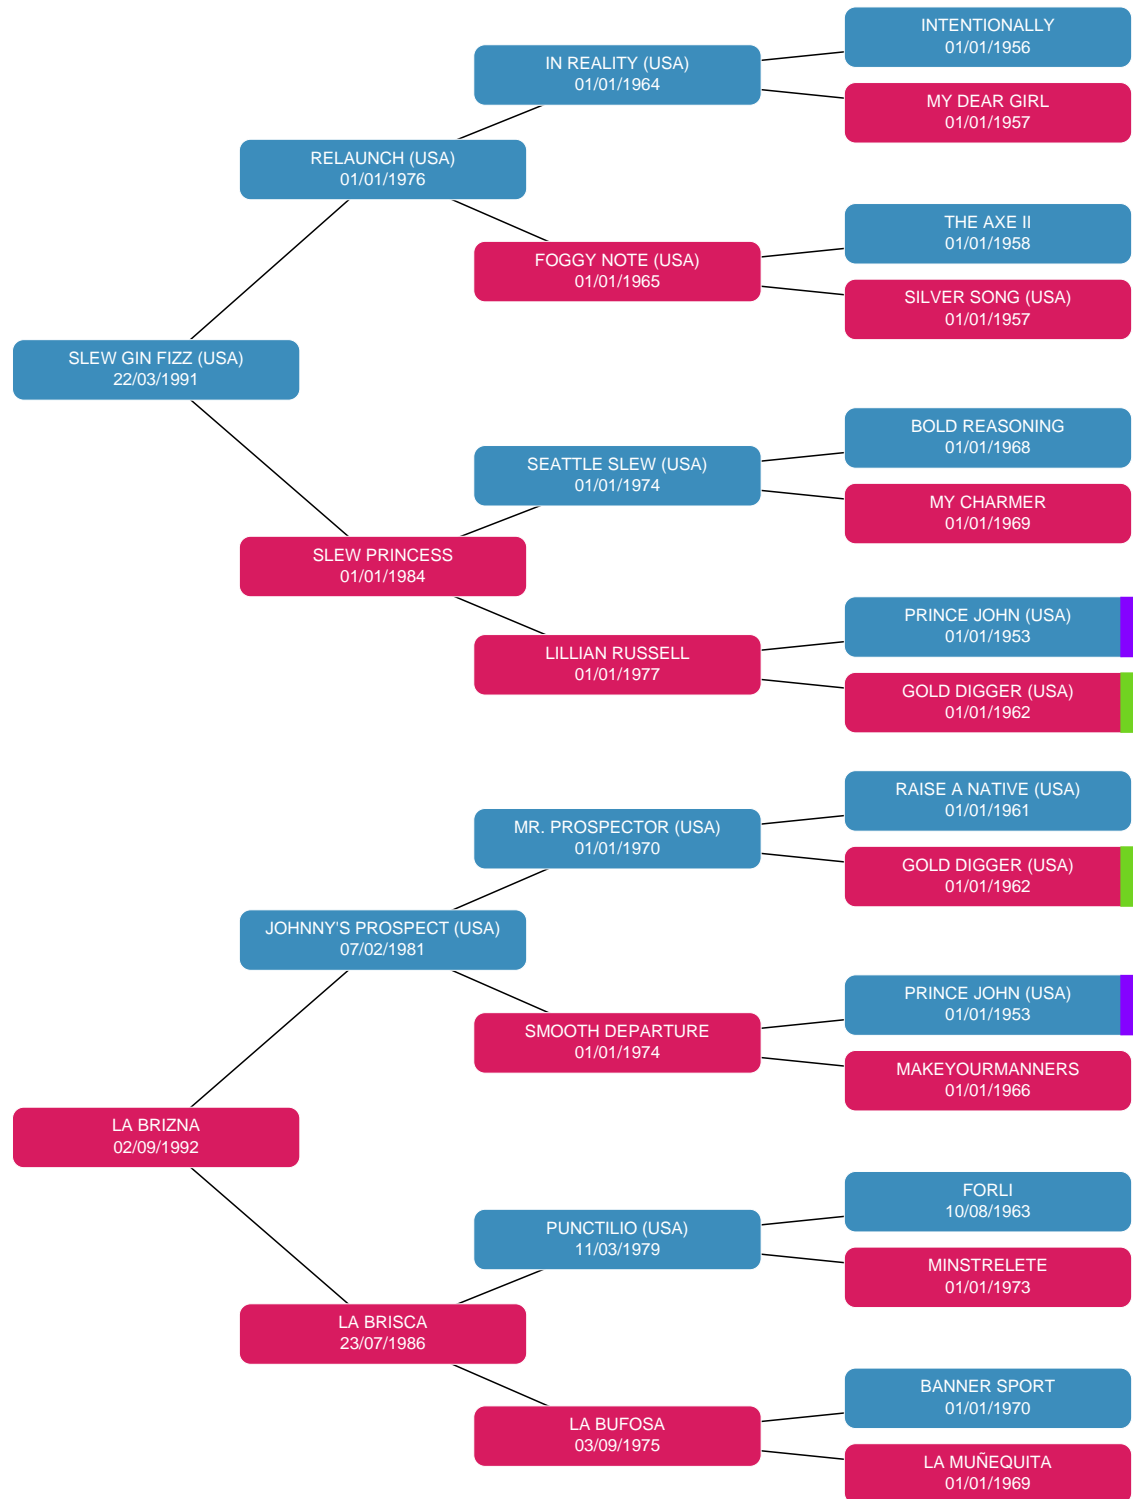 INTENTIONALLY
01/01/1956
IN REALITY (USA)
01/01/1964
MY DEAR GIRL
01/01/1957
RELAUNCH (USA)
01/01/1976
THE AXE II
01/01/1958
FOGGY NOTE (USA)
01/01/1965
SILVER SONG (USA)
01/01/1957
SLEW GIN FIZZ (USA)
22/03/1991
BOLD REASONING
01/01/1968
SEATTLE SLEW (USA)
01/01/1974
MY CHARMER
01/01/1969
SLEW PRINCESS
01/01/1984
PRINCE JOHN (USA)
01/01/1953
LILLIAN RUSSELL
01/01/1977
GOLD DIGGER (USA)
01/01/1962
RAISE A NATIVE (USA)
01/01/1961
MR. PROSPECTOR (USA)
01/01/1970
GOLD DIGGER (USA)
01/01/1962
JOHNNY'S PROSPECT (USA)
07/02/1981
PRINCE JOHN (USA)
01/01/1953
SMOOTH DEPARTURE
01/01/1974
MAKEYOURMANNERS
01/01/1966
LA BRIZNA
02/09/1992
FORLI
10/08/1963
PUNCTILIO (USA)
11/03/1979
MINSTRELETE
01/01/1973
LA BRISCA
23/07/1986
BANNER SPORT
01/01/1970
LA BUFOSA
03/09/1975
LA MUÑEQUITA
01/01/1969